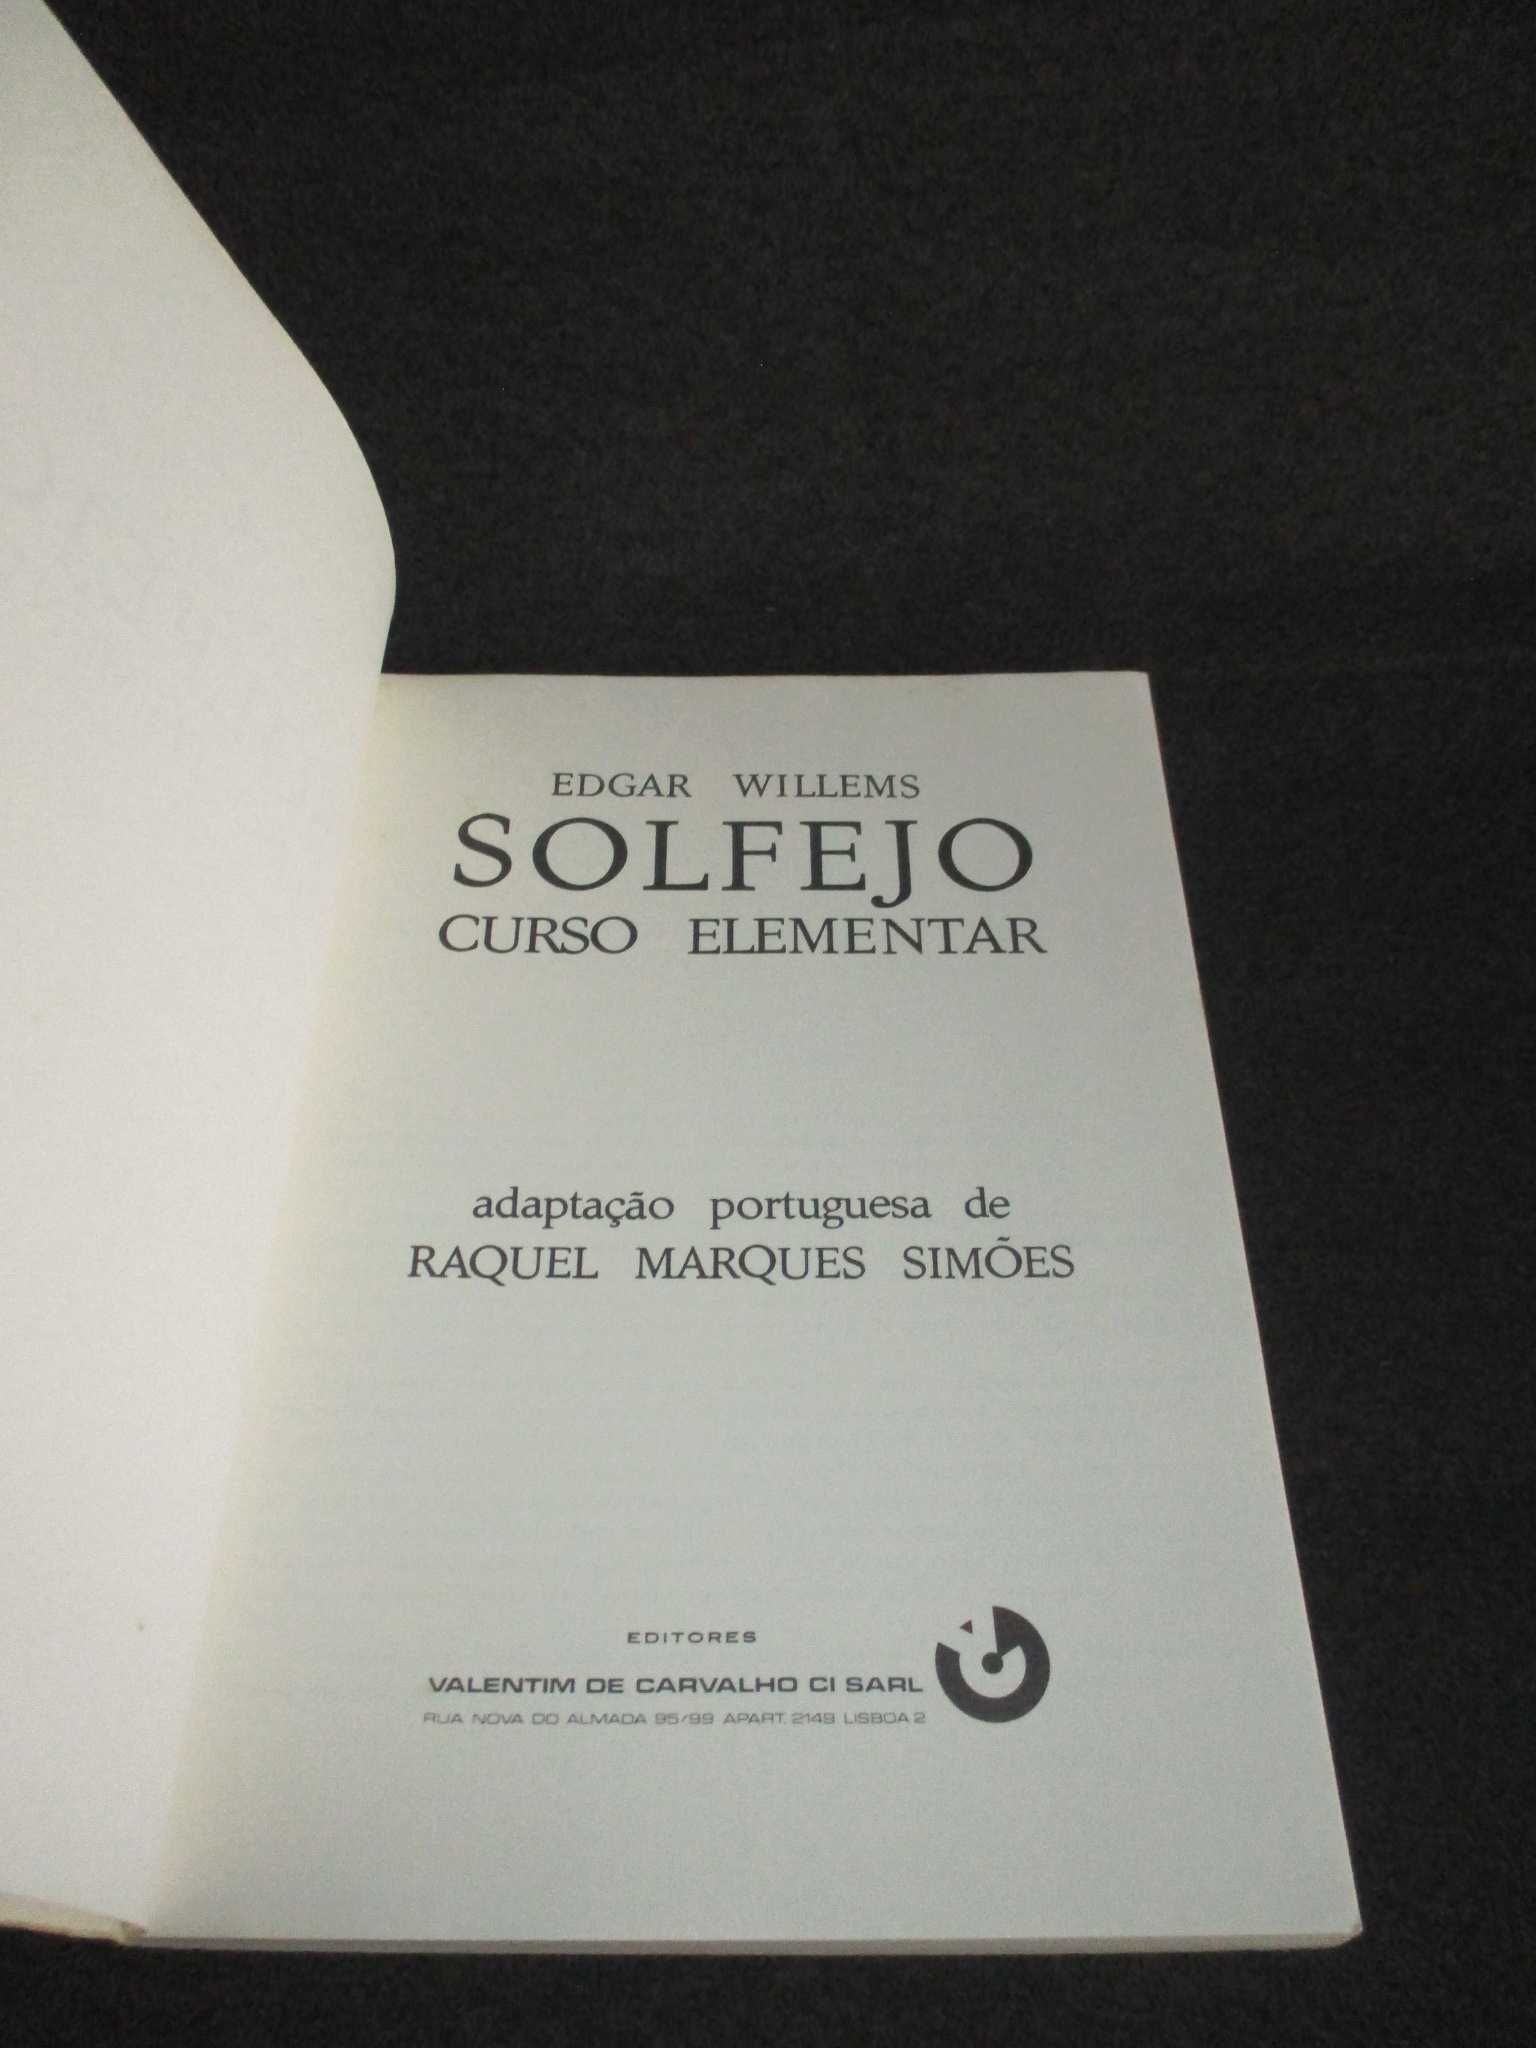 EDGAR WILLEMS
SOLFEJO
CURSO ELEMENTAR
adaptação portuguesa de
RAQUEL MARQUES SIMÕES
EDITORES
VALENTIM DE CARVALHO CI SARL
RUA NOVA DO ALMADA 95/99 APART. 2149 LISBOA 2